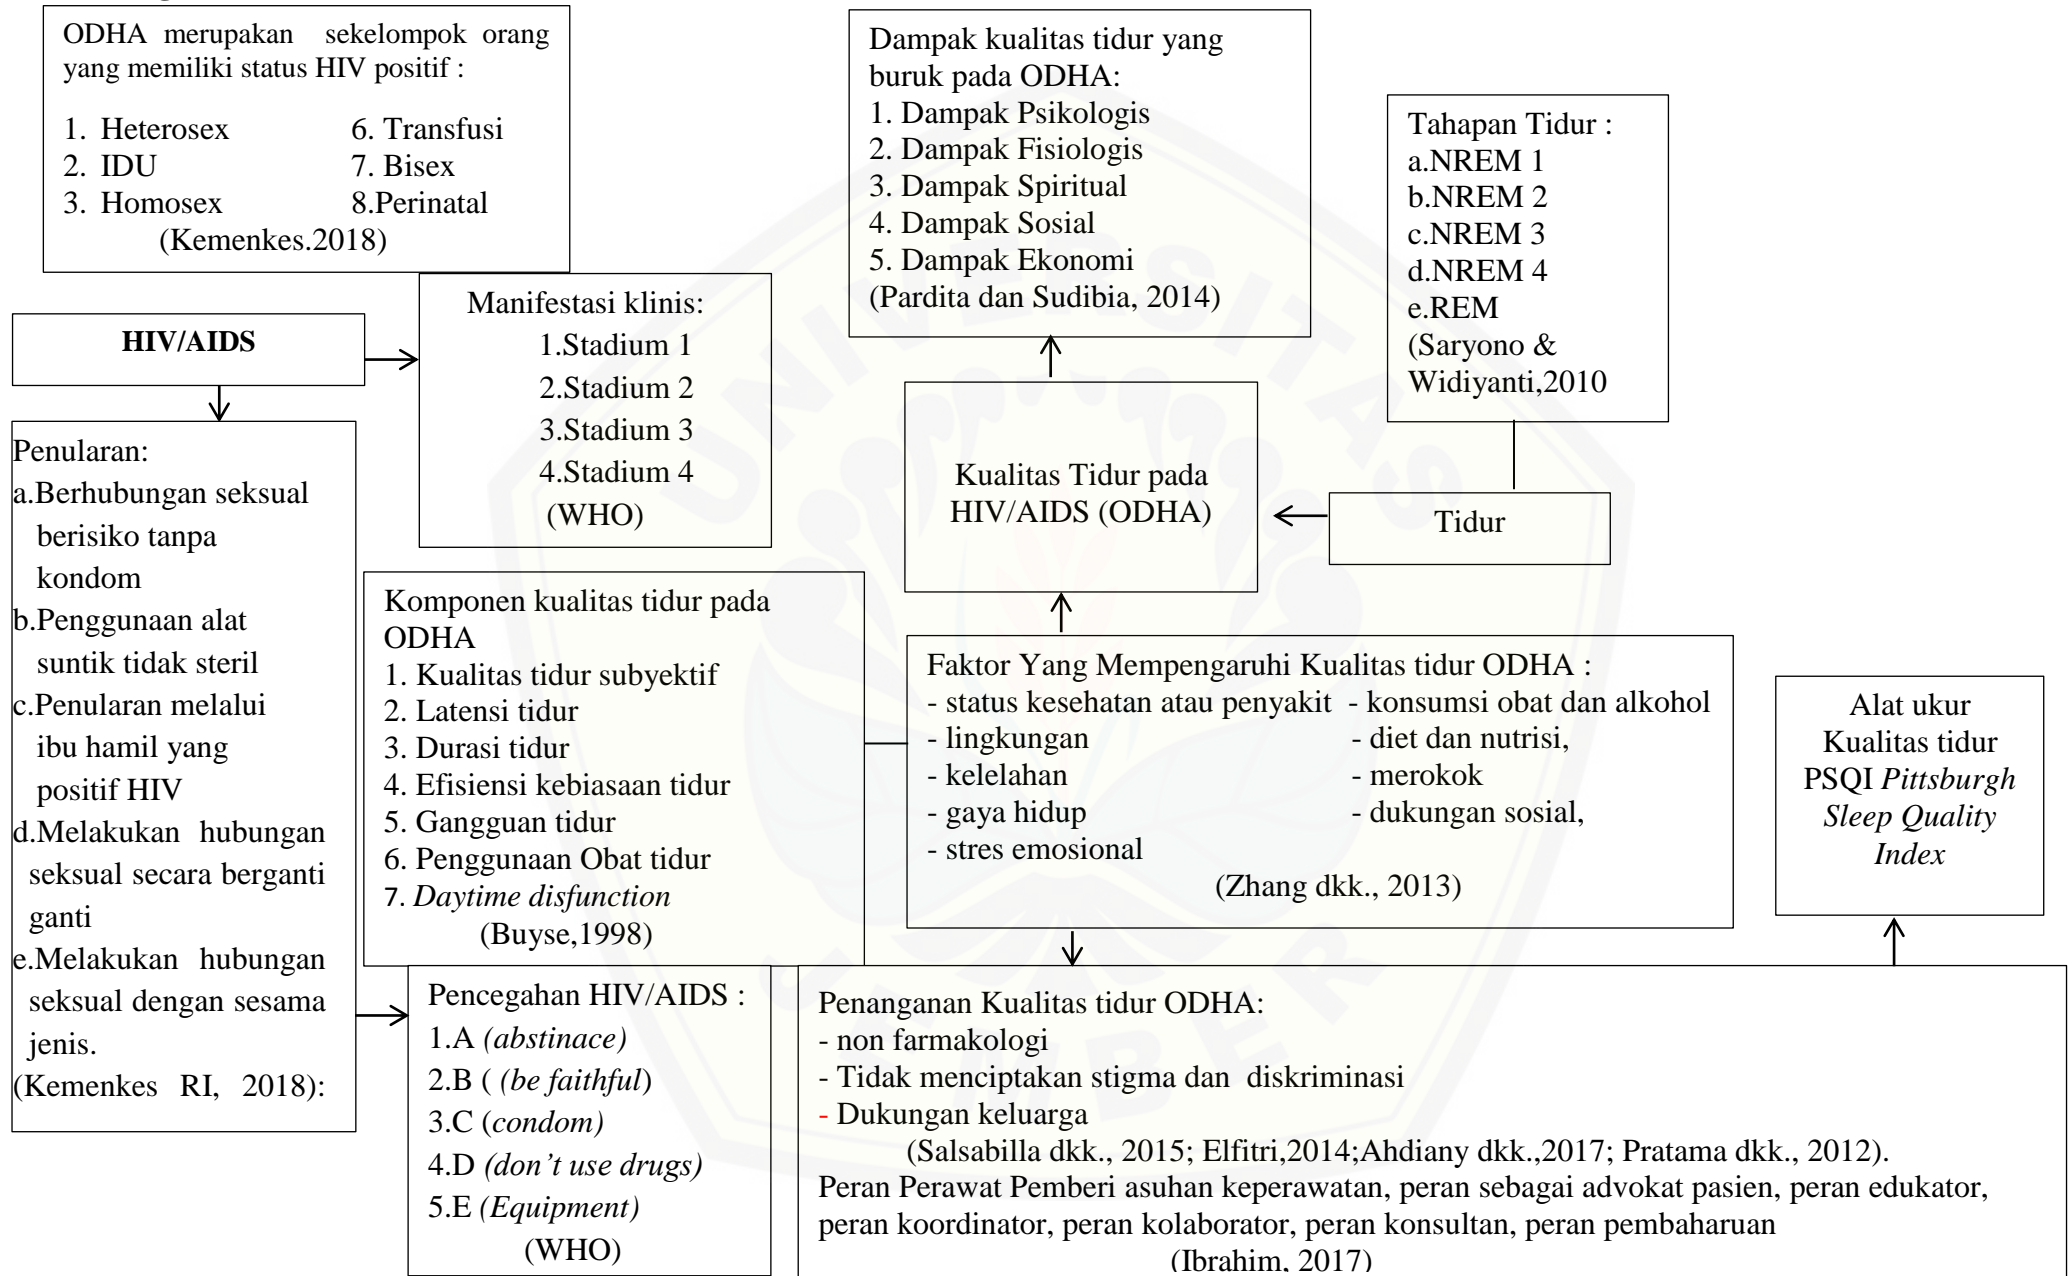 ODHA merupakan sekelompok orang
yang memiliki status HIV positif :
1. Heterosex 6. Transfusi
2. IDU 7. Bisex
3. Homosex 8.Perinatal
(Kemenkes.2018)
HIV/AIDS
Manifestasi klinis:
1.Stadium 1
2.Stadium 2
3.Stadium 3
4.Stadium 4
(WHO)
Penularan:
a.Berhubungan seksual
berisiko tanpa
kondom
b.Penggunaan alat
suntik tidak steril
c.Penularan melalui
ibu hamil yang
positif HIV
d.Melakukan hubungan
seksual secara berganti
ganti
e.Melakukan hubungan
seksual dengan sesama
jenis.
(Kemenkes RI, 2018):
Komponen kualitas tidur pada
ODHA
1. Kualitas tidur subyektif
2. Latensi tidur
3. Durasi tidur
4. Efisiensi kebiasaan tidur
5. Gangguan tidur
6. Penggunaan Obat tidur
7. Daytime disfunction
(Buyse,1998)
Pencegahan HIV/AIDS :
1.A (abstinace)
2.B ( (be faithful)
3.C (condom)
4.D (don’t use drugs)
5.E (Equipment)
(WHO)
Dampak kualitas tidur yang
buruk pada ODHA:
1. Dampak Psikologis
2. Dampak Fisiologis
3. Dampak Spiritual
4. Dampak Sosial
5. Dampak Ekonomi
(Pardita dan Sudibia, 2014)
Tahapan Tidur :
a.NREM 1
b.NREM 2
c.NREM 3
d.NREM 4
e.REM
(Saryono &
Widiyanti,2010
Kualitas Tidur pada
HIV/AIDS (ODHA)
Tidur
Faktor Yang Mempengaruhi Kualitas tidur ODHA :
- status kesehatan atau penyakit - konsumsi obat dan alkohol
- lingkungan - diet dan nutrisi,
- kelelahan - merokok
- gaya hidup - dukungan sosial,
- stres emosional
(Zhang dkk., 2013)
Alat ukur
Kualitas tidur
PSQI Pittsburgh
Sleep Quality
Index
Penanganan Kualitas tidur ODHA:
- non farmakologi
- Tidak menciptakan stigma dan diskriminasi
- Dukungan keluarga
(Salsabilla dkk., 2015; Elfitri,2014;Ahdiany dkk.,2017; Pratama dkk., 2012).
Peran Perawat Pemberi asuhan keperawatan, peran sebagai advokat pasien, peran edukator,
peran koordinator, peran kolaborator, peran konsultan, peran pembaharuan
(Ibrahim, 2017)
UNIVERSITAS
JEMBER